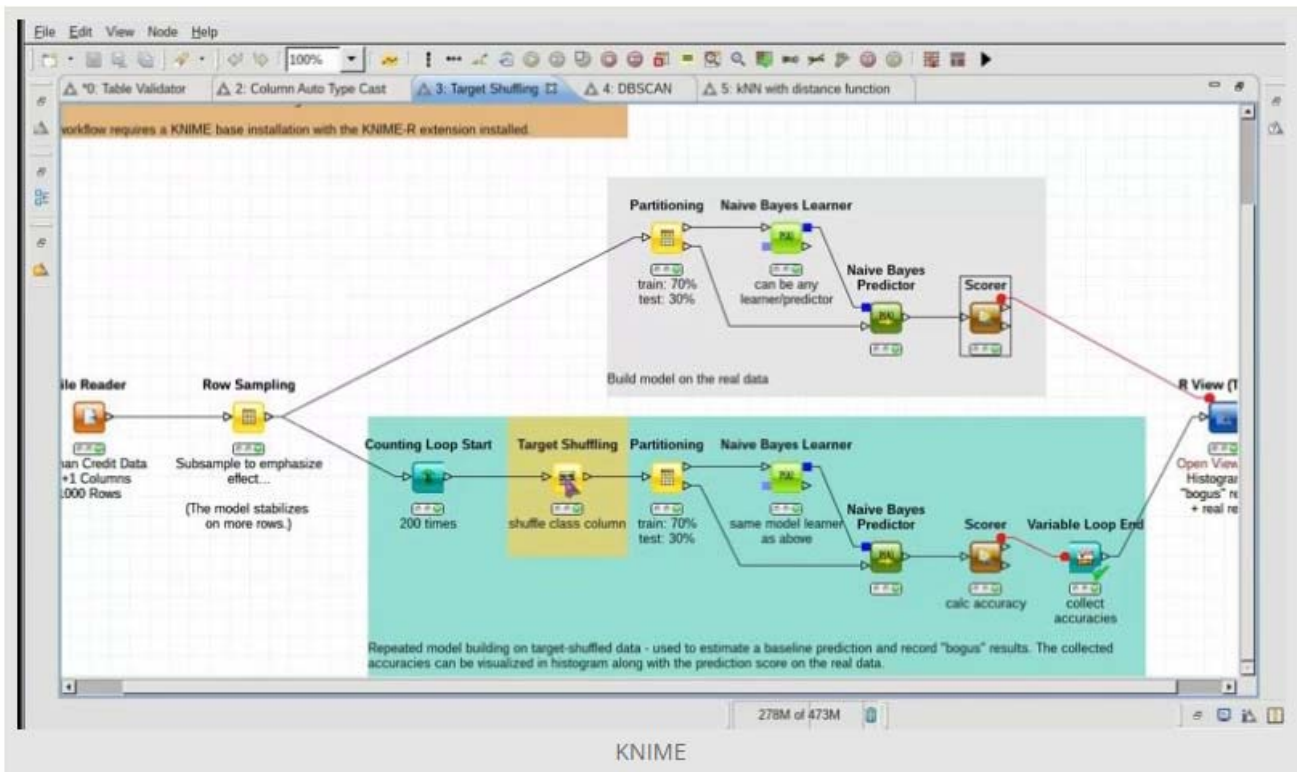 File Edit View Node Help
100%
*0: Table Validator
2: Column Auto Type Cast
3: Target Shuffling
4: DBSCAN
5: kNN with distance function
workflow requires a KNIME base installation with the KNIME-R extension installed.
Partitioning
Naive Bayes Learner
train: 70%
test: 30%
can be any
learner/predictor
Naive Bayes
Predictor
Scorer
Build model on the real data
ile Reader
Row Sampling
R View (T
an Credit Data
+1 Columns
1000 Rows
Subsample to emphasize
effect...
(The model stabilizes
on more rows.)
Open View
Histogra
"bogus" re
+ real re
Counting Loop Start
Target Shuffling
Partitioning
Naive Bayes Learner
200 times
shuffle class column
train: 70%
test: 30%
same model learner
as above
Naive Bayes
Predictor
Scorer
Variable Loop End
calc accuracy
collect
accuracies
Repeated model building on target-shuffled data - used to estimate a baseline prediction and record "bogus" results. The collected
accuracies can be visualized in histogram along with the prediction score on the real data.
278M of 473M
KNIME